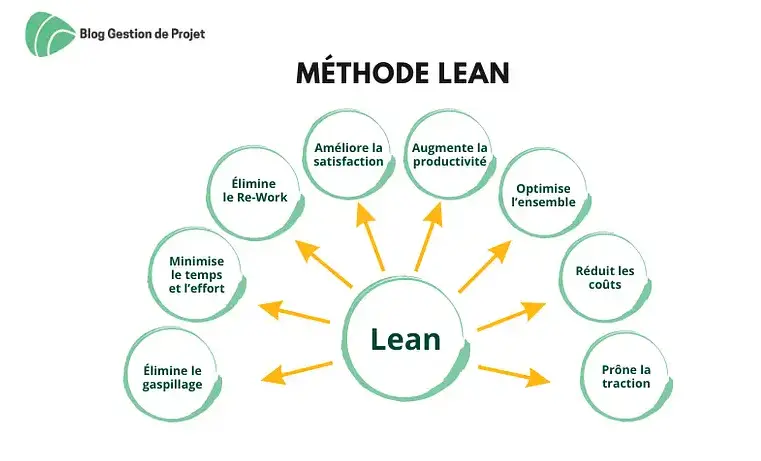 Blog Gestion de Projet
MÉTHODE LEAN
Améliore la
satisfaction
Augmente la
productivité
Élimine
le Re-Work
Optimise
l'ensemble
Minimise
le temps
et l'effort
Réduit les
coûts
Lean
Élimine le
gaspillage
Prône la
traction